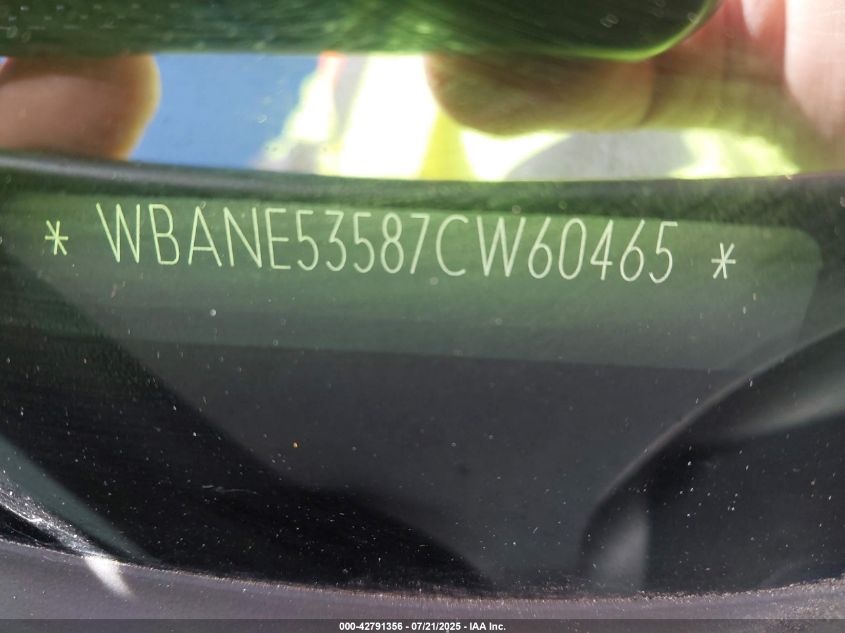 * WBANE53587CW60465 *
000-42791356 - 07/21/2025 - IAA Inc.